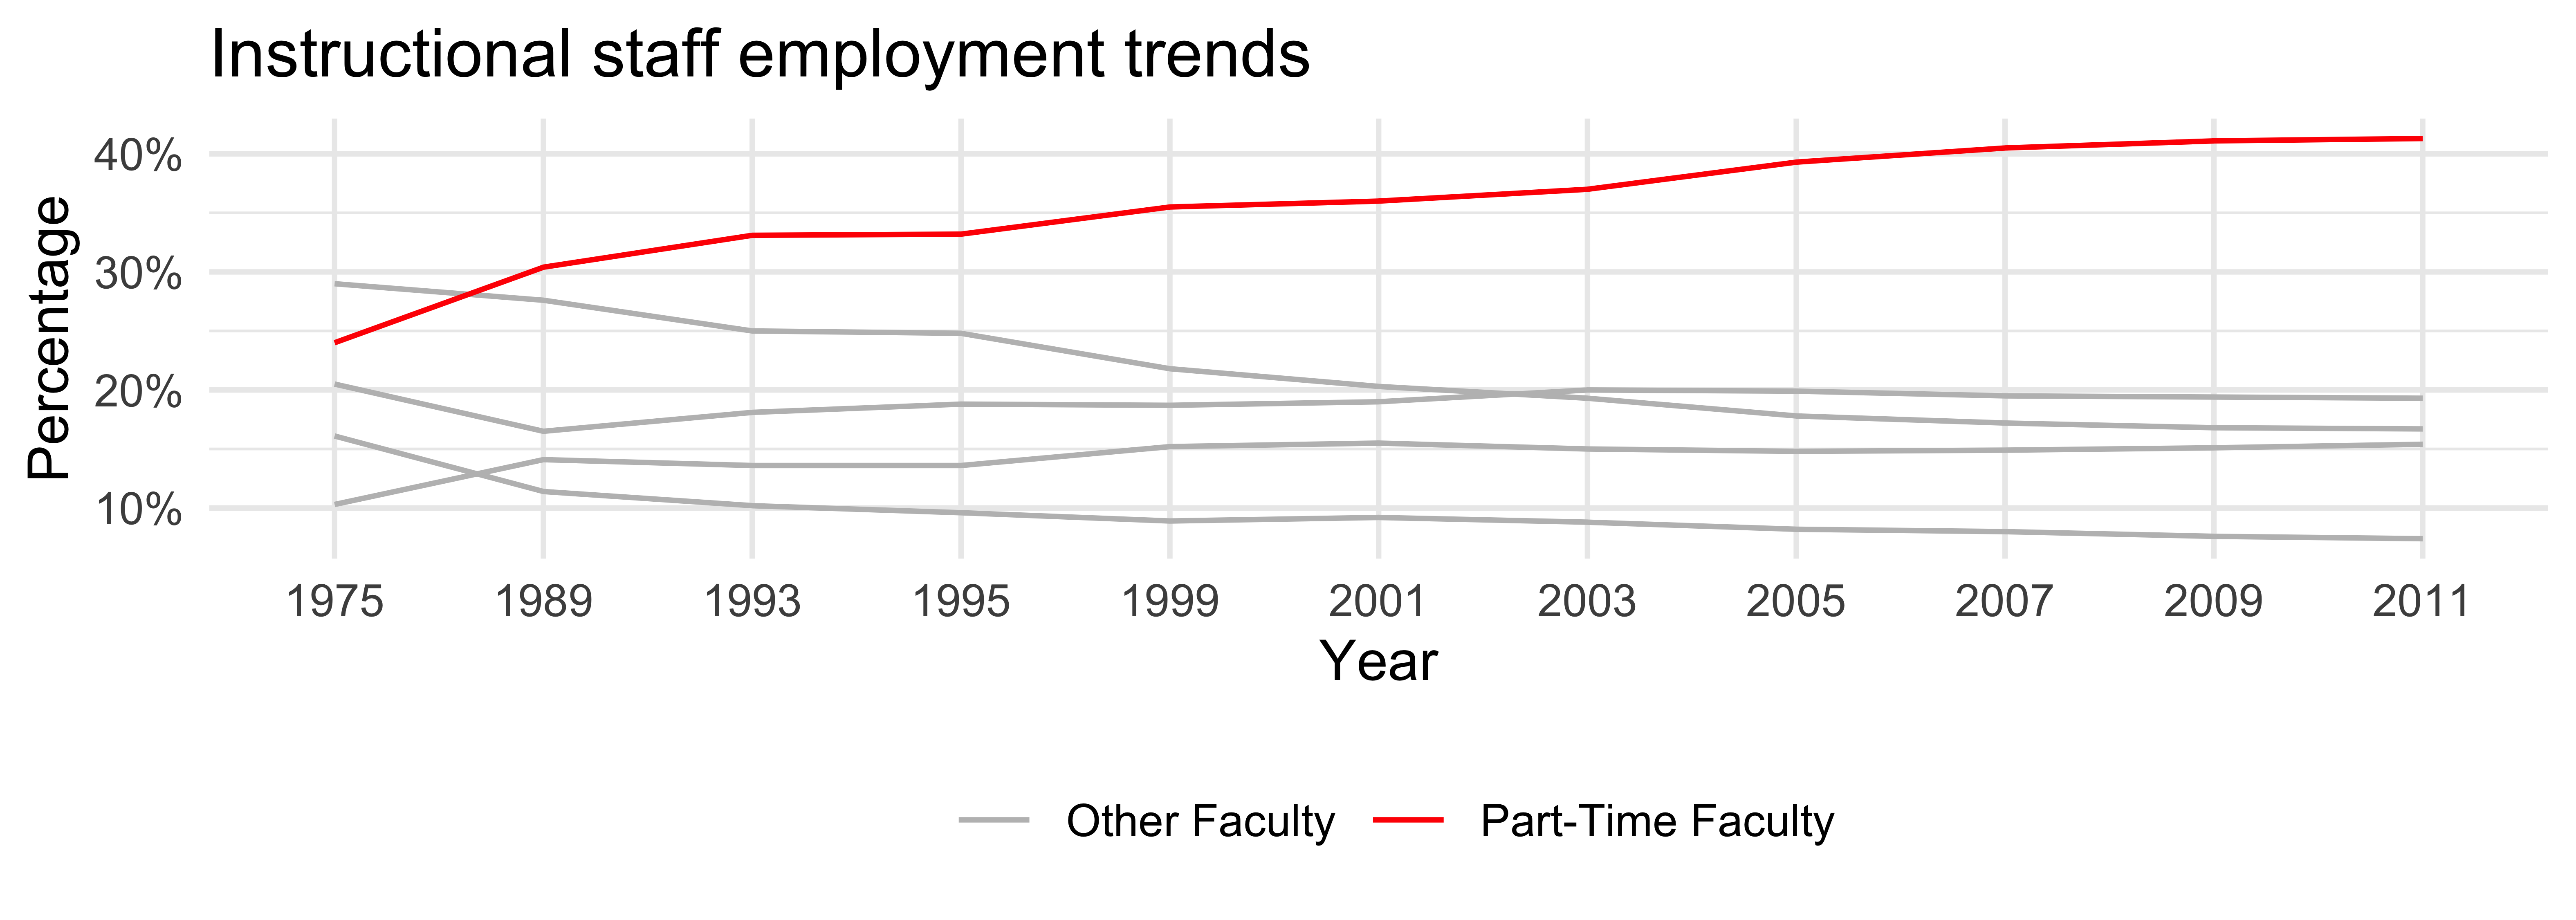 Instructional staff employment trends
Percentage
40%
30%
20%
10%
1975 1989 1993 1995 1999 2001 2003 2005 2007 2009 2011
Year
Other Faculty Part-Time Faculty